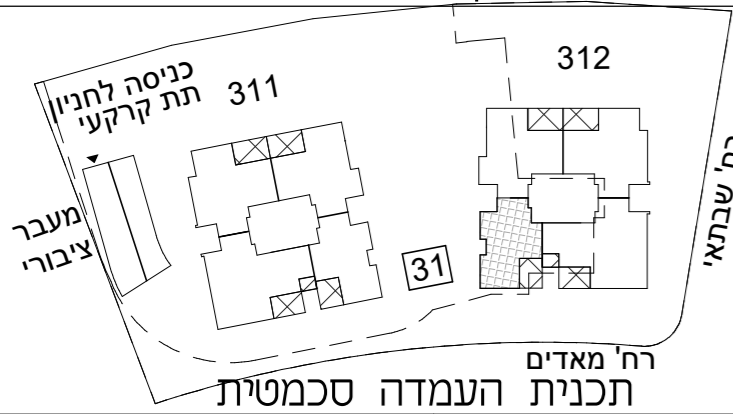 312
כניסה לחניון
תת קרקעי
311
רח' שבתאי
מעבר
ציבורי
31
רח' מאדים
תכנית העמדה סכמטית